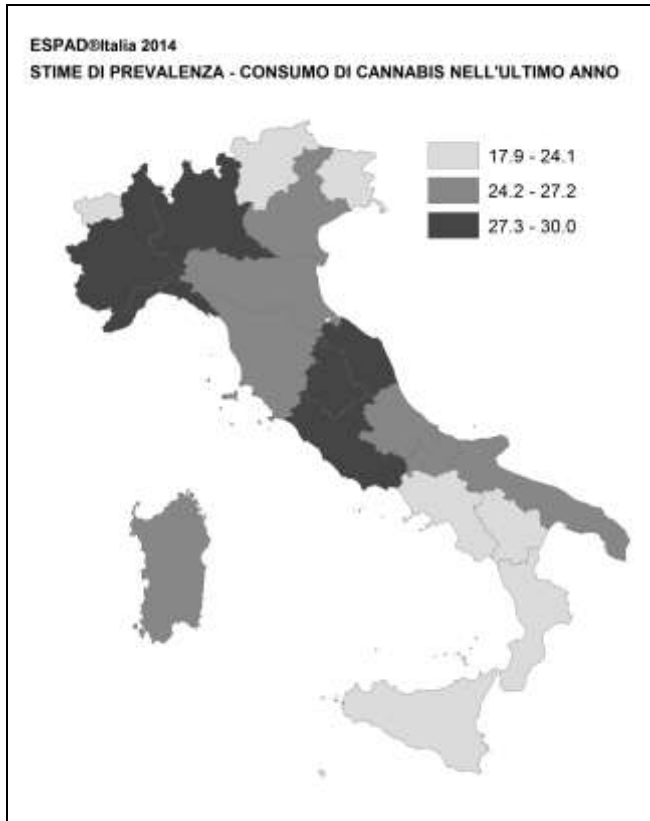 ESPAD®Italia 2014
STIME DI PREVALENZA - CONSUMO DI CANNABIS NELL'ULTIMO ANNO
17.9 - 24.1
24.2 - 27.2
27.3 - 30.0